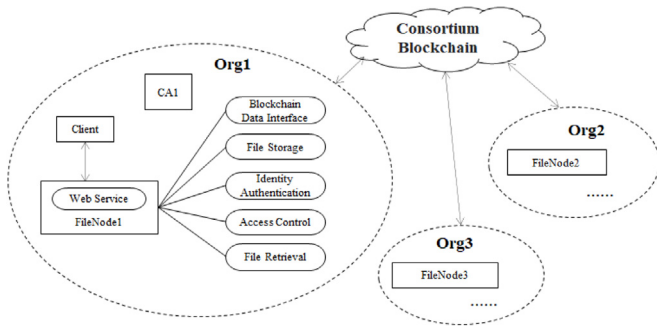 Consortium
Blockchain
Org1
CA1
Client
Web Service
FileNode1
Blockchain
Data Interface
File Storage
Identity
Authentication
Access Control
File Retrieval
Org2
FileNode2
......
Org3
FileNode3
......